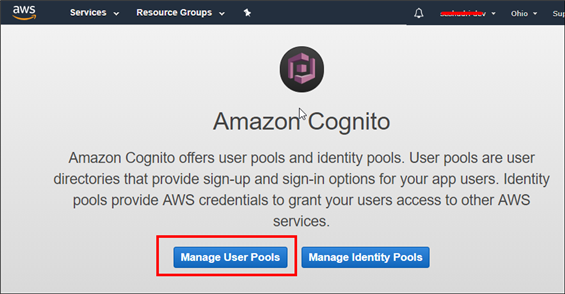 aws Services Resource Groups Ohio Sup
Amazon Cognito
Amazon Cognito offers user pools and identity pools. User pools are user
directories that provide sign-up and sign-in options for your app users. Identity
pools provide AWS credentials to grant your users access to other AWS
services.
Manage User Pools Manage Identity Pools